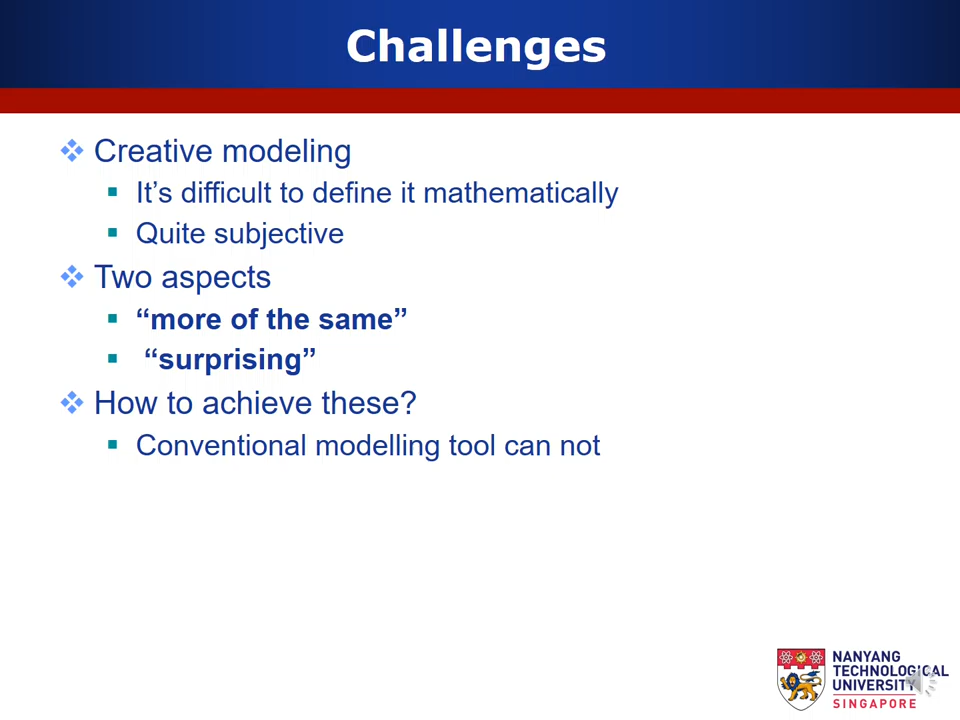 Challenges
Creative modeling
It’s difficult to define it mathematically
Quite subjective
Two aspects
“more of the same”
“surprising”
How to achieve these?
Conventional modelling tool can not
NANYANG
TECHNOLOGICAL
UNIVERSITY
SINGAPORE